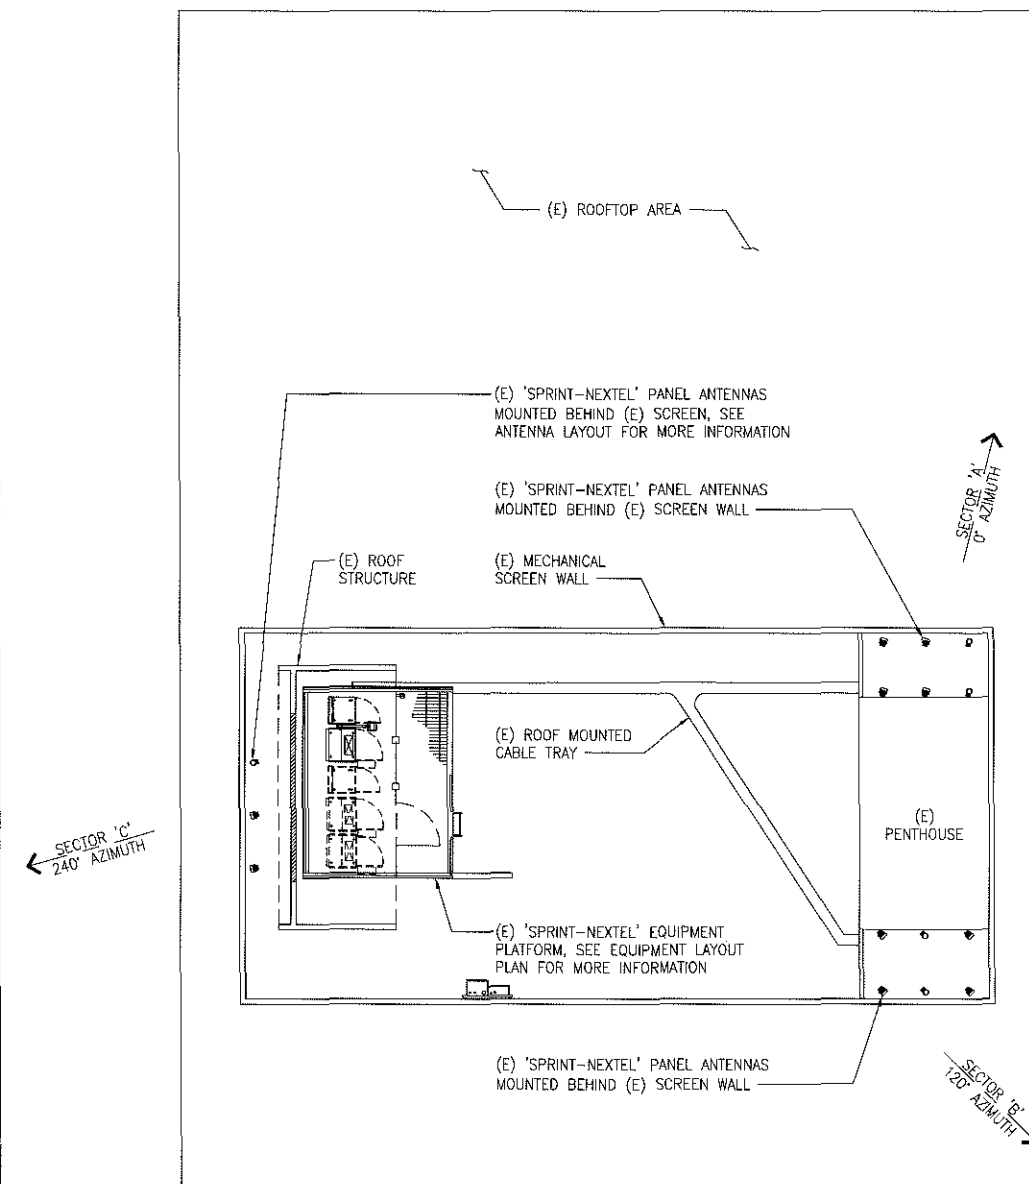 (E) ROOFTOP AREA
(E) 'SPRINT-NEXTEL' PANEL ANTENNAS
MOUNTED BEHIND (E) SCREEN, SEE
ANTENNA LAYOUT FOR MORE INFORMATION
(E) 'SPRINT-NEXTEL' PANEL ANTENNAS
MOUNTED BEHIND (E) SCREEN WALL
SECTOR 'A'
0° AZIMUTH
(E) ROOF
STRUCTURE
(E) MECHANICAL
SCREEN WALL
(E) ROOF MOUNTED
CABLE TRAY
(E)
PENTHOUSE
SECTOR 'C'
240° AZIMUTH
(E) 'SPRINT-NEXTEL' EQUIPMENT
PLATFORM, SEE EQUIPMENT LAYOUT
PLAN FOR MORE INFORMATION
(E) 'SPRINT-NEXTEL' PANEL ANTENNAS
MOUNTED BEHIND (E) SCREEN WALL
SECTOR 'B'
120° AZIMUTH